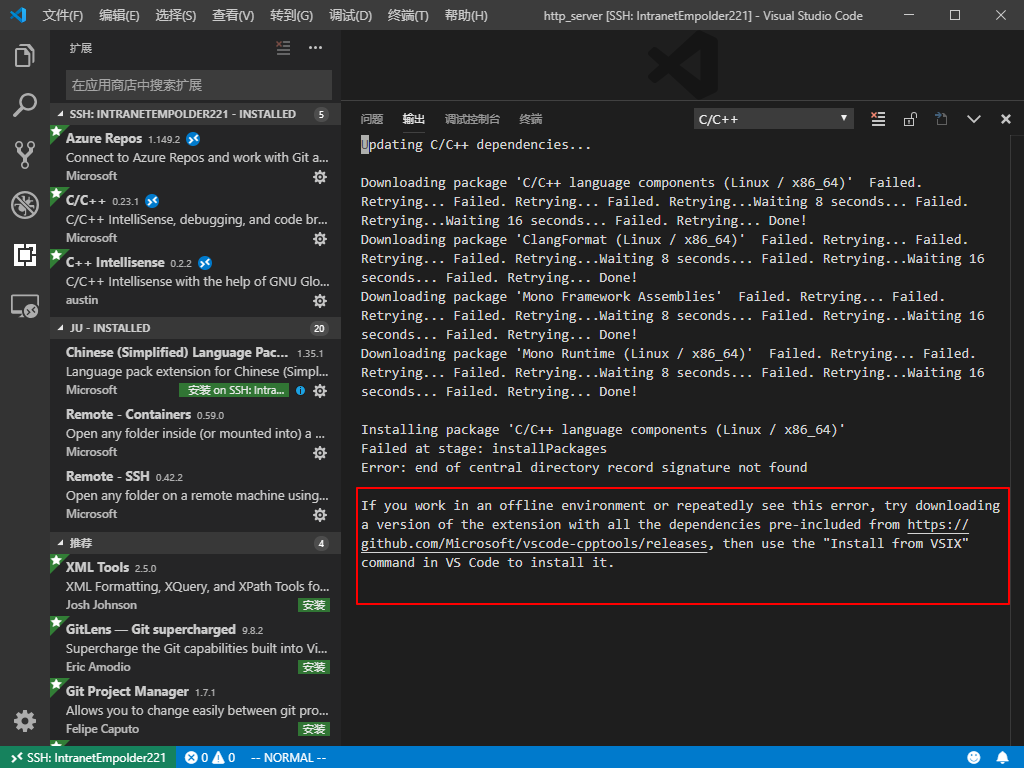 文件(F) 编辑(E) 选择(S) 查看(V) 转到(G) 调试(D) 终端(T) 帮助(H) http_server [SSH: IntranetEmpolder221] - Visual Studio Code
扩展
在应用商店中搜索扩展
SSH: INTRANETEMPOLDER221 - INSTALLED 5
Azure Repos 1.149.2
Connect to Azure Repos and work with Git a...
Microsoft
C/C++ 0.23.1
C/C++ IntelliSense, debugging, and code br...
Microsoft
C++ Intellisense 0.2.2
C/C++ Intellisense with the help of GNU Glo...
austin
JU - INSTALLED 20
Chinese (Simplified) Language Pac... 1.35.1
Language pack extension for Chinese (Simpl...
Microsoft 安装 on SSH: Intra...
Remote - Containers 0.59.0
Open any folder inside (or mounted into) a ...
Microsoft
Remote - SSH 0.42.2
Open any folder on a remote machine using...
Microsoft
推荐 4
XML Tools 2.5.0
XML Formatting, XQuery, and XPath Tools fo...
Josh Johnson 安装
GitLens — Git supercharged 9.8.2
Supercharge the Git capabilities built into Vi...
Eric Amodio 安装
Git Project Manager 1.7.1
Allows you to change easily between git pro...
Felipe Caputo 安装
问题 输出 调试控制台 终端 C/C++
Updating C/C++ dependencies...
Downloading package 'C/C++ language components (Linux / x86_64)'  Failed.
Retrying... Failed. Retrying... Failed. Retrying...Waiting 8 seconds... Failed.
Retrying...Waiting 16 seconds... Failed. Retrying... Done!
Downloading package 'ClangFormat (Linux / x86_64)'  Failed. Retrying... Failed.
Retrying... Failed. Retrying...Waiting 8 seconds... Failed. Retrying...Waiting 16
seconds... Failed. Retrying... Done!
Downloading package 'Mono Framework Assemblies'  Failed. Retrying... Failed.
Retrying... Failed. Retrying...Waiting 8 seconds... Failed. Retrying...Waiting 16
seconds... Failed. Retrying... Done!
Downloading package 'Mono Runtime (Linux / x86_64)'  Failed. Retrying... Failed.
Retrying... Failed. Retrying...Waiting 8 seconds... Failed. Retrying...Waiting 16
seconds... Failed. Retrying... Done!
Installing package 'C/C++ language components (Linux / x86_64)'
Failed at stage: installPackages
Error: end of central directory record signature not found
If you work in an offline environment or repeatedly see this error, try downloading
a version of the extension with all the dependencies pre-included from https://
github.com/Microsoft/vscode-cpptools/releases, then use the "Install from VSIX"
command in VS Code to install it.
SSH: IntranetEmpolder221 0 0 -- NORMAL --